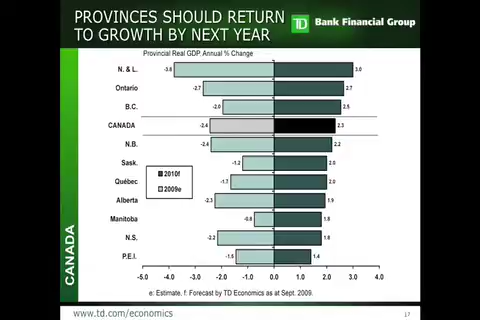 PROVINCES SHOULD RETURN
TO GROWTH BY NEXT YEAR
TD Bank Financial Group
Provincial Real GDP, Annual % Change
N. & L. -3.8 3.0
Ontario -2.7 2.7
B.C. -2.0 2.5
CANADA -2.4 2.3
N.B. -2.4 2.2
Sask. -1.2 2.0
Québec -1.7 2.0
Alberta -2.3 1.9
Manitoba -0.8 1.8
N.S. -2.2 1.8
P.E.I. -1.5 1.4
2010f
2009e
-5.0 -4.0 -3.0 -2.0 -1.0 0.0 1.0 2.0 3.0 4.0
e: Estimate, f: Forecast by TD Economics as at Sept. 2009.
CANADA
www.td.com/economics
17